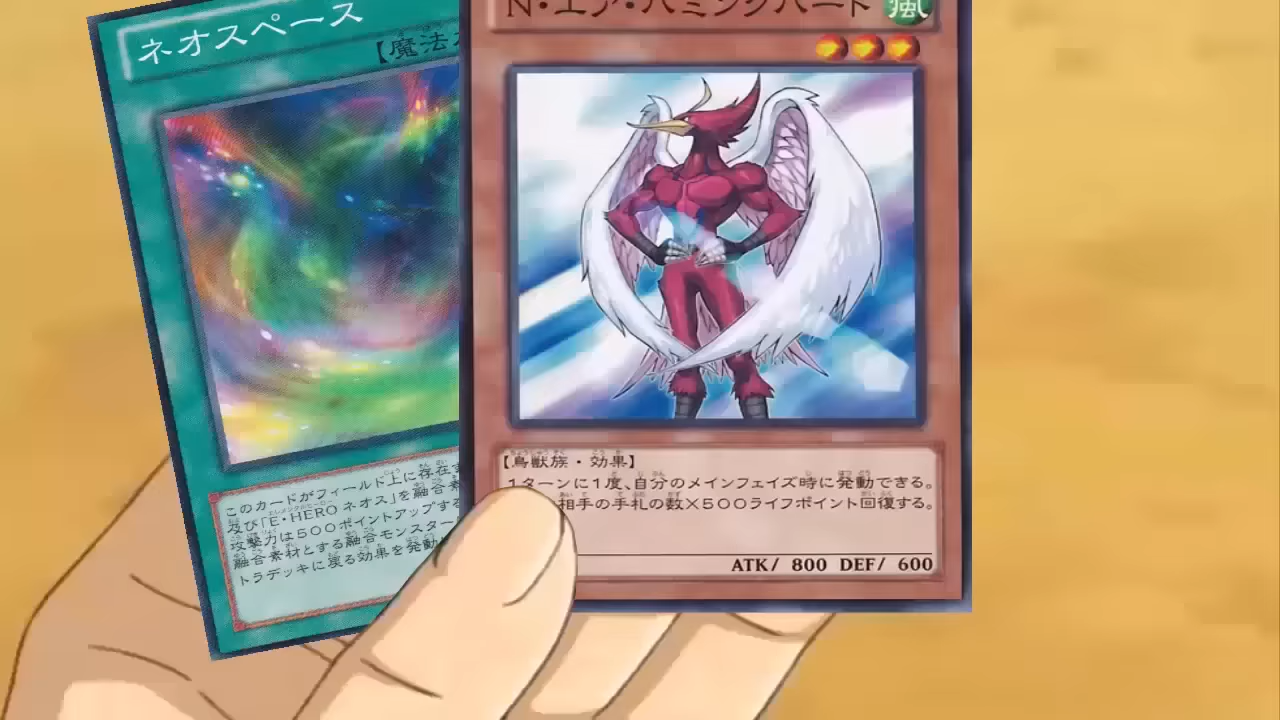 ネオスペース
【魔法
このカードがフィールド上に存在す
及び「E・HERO ネオス」を融合素
攻撃力は500ポイントアップする
融合素材とする融合モンスター
トラデッキに戻る効果を発動
N・エア・ハミングバード
風
【鳥獣族・効果】
1ターンに1度、自分のメインフェイズ時に発動できる。
相手の手札の数×500ライフポイント回復する。
ATK/ 800 DEF/ 600